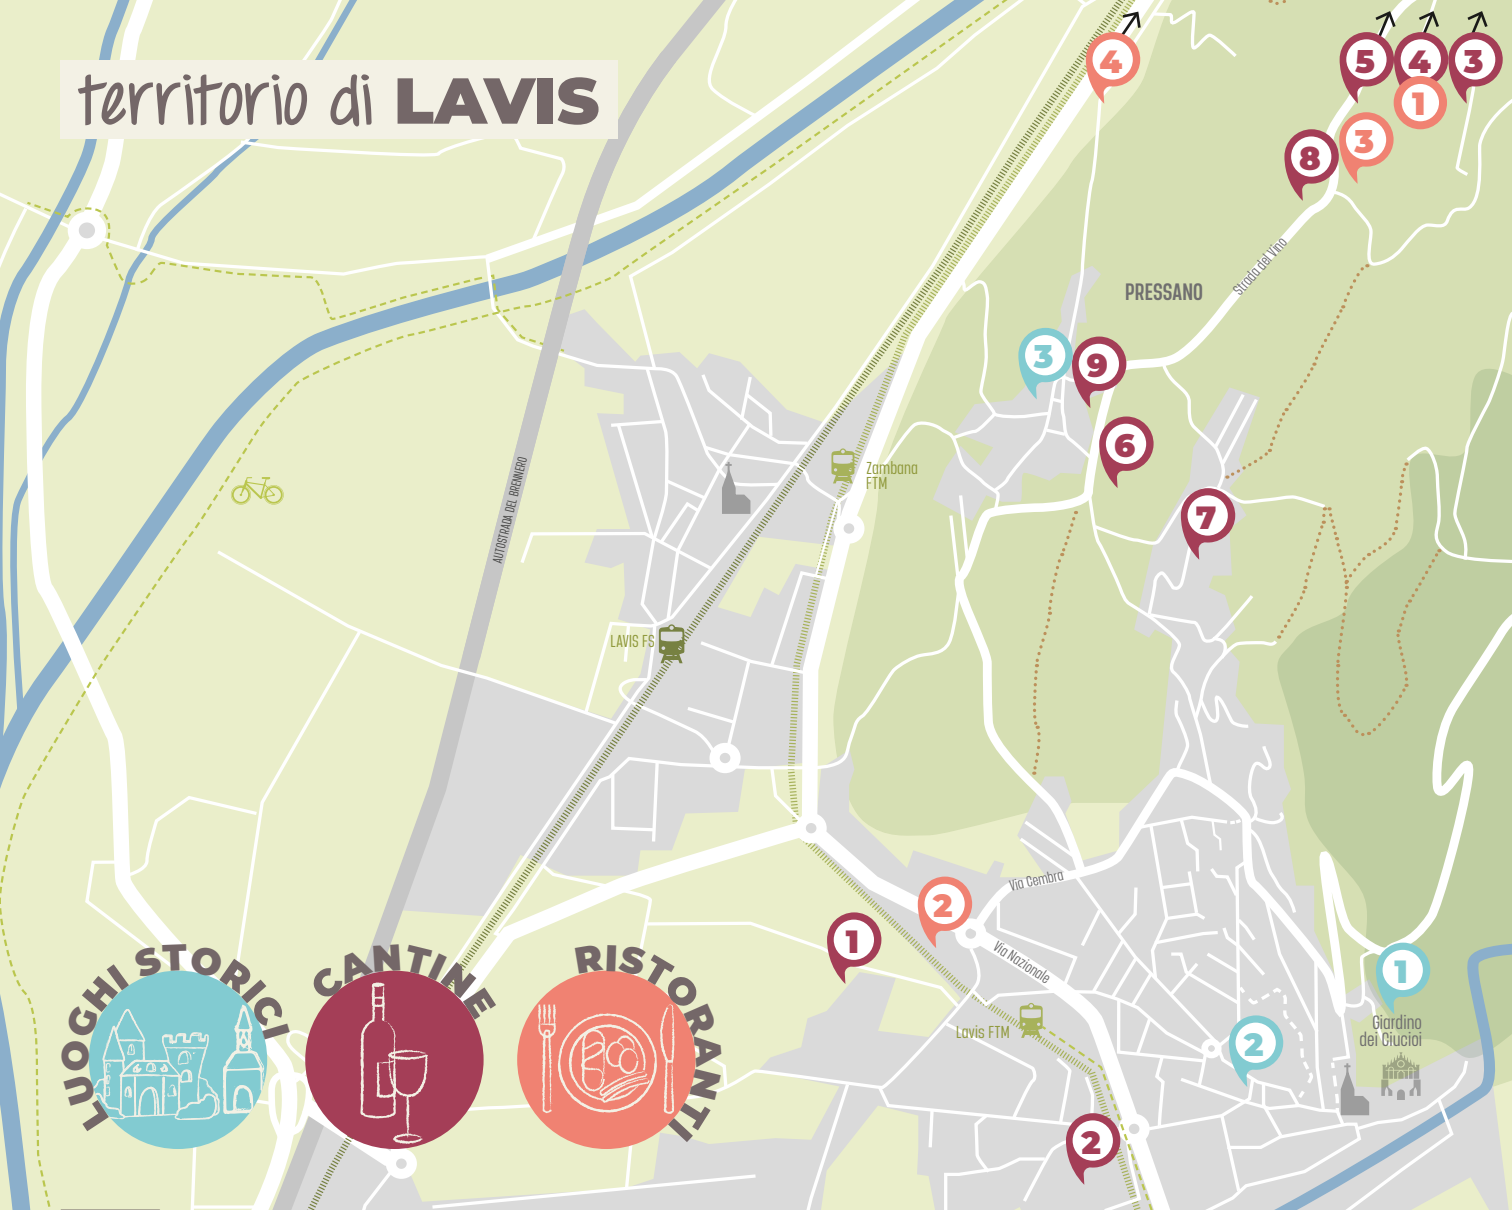 territorio di LAVIS
4
5
4
3
1
3
8
Strada del Vino
PRESSANO
3
9
6
7
Zambana
FTM
AUTOSTRADA DEL BRENNERO
LAVIS FS
Via Cembra
2
1
Via Nazionale
1
Lavis FTM
2
Giardino
dei Ciucioi
2
LUOGHI STORICI
CANTINE
RISTORANTI